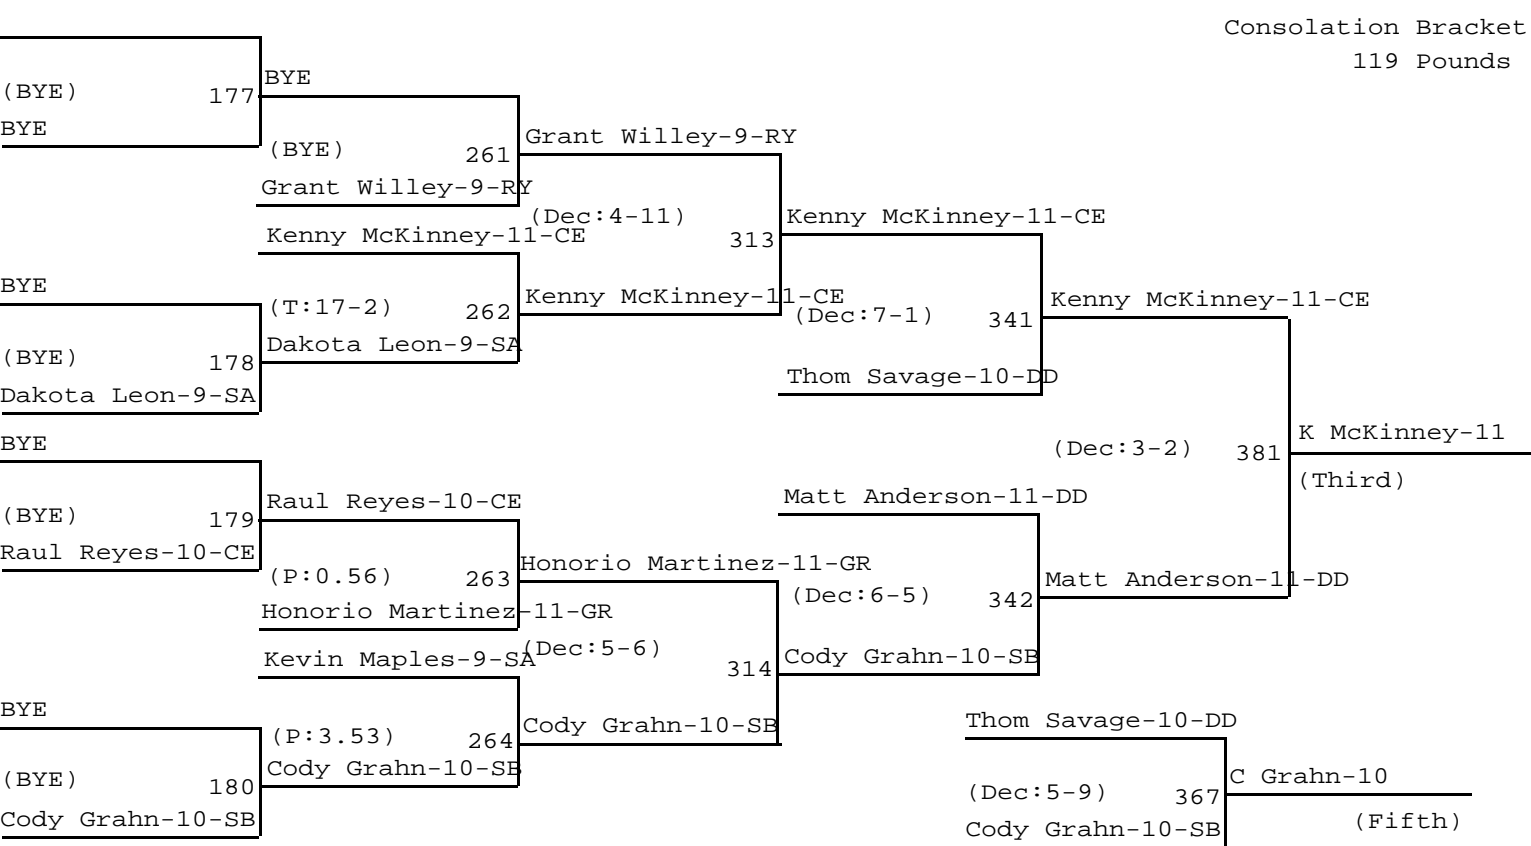 Consolation Bracket
119 Pounds
BYE
(BYE) 177
BYE
Grant Willey-9-RY
(BYE) 261
Grant Willey-9-RY
(Dec:4-11) 313
Kenny McKinney-11-CE
Kenny McKinney-11-CE
BYE
(T:17-2) 262
Kenny McKinney-11-CE
(Dec:7-1) 341
Kenny McKinney-11-CE
Dakota Leon-9-SA
(BYE) 178
Dakota Leon-9-SA
Thom Savage-10-DD
(Dec:3-2) 381
K McKinney-11
(Third)
BYE
Raul Reyes-10-CE
(BYE) 179
Raul Reyes-10-CE
(P:0.56) 263
Honorio Martinez-11-GR
Honorio Martinez-11-GR
Matt Anderson-11-DD
(Dec:6-5) 342
Matt Anderson-11-DD
(Dec:5-6) 314
Cody Grahn-10-SB
Kevin Maples-9-SA
BYE
(P:3.53) 264
Cody Grahn-10-SB
Cody Grahn-10-SB
(BYE) 180
Cody Grahn-10-SB
Thom Savage-10-DD
(Dec:5-9) 367
C Grahn-10
(Fifth)
Cody Grahn-10-SB